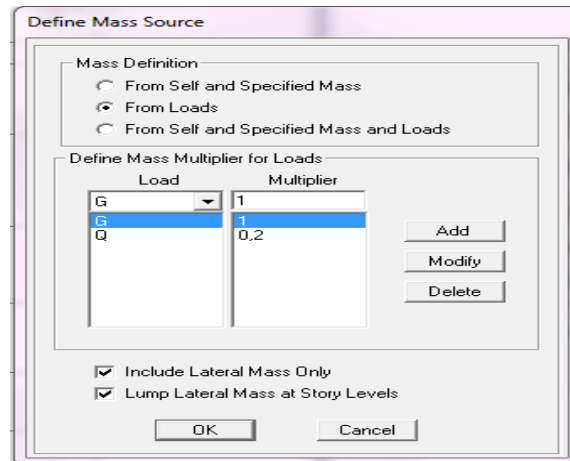 Define Mass Source
Mass Definition
From Self and Specified Mass
From Loads
From Self and Specified Mass and Loads
Define Mass Multiplier for Loads
Load Multiplier
G 1
G 1
Q 0,2
Add
Modify
Delete
Include Lateral Mass Only
Lump Lateral Mass at Story Levels
OK Cancel